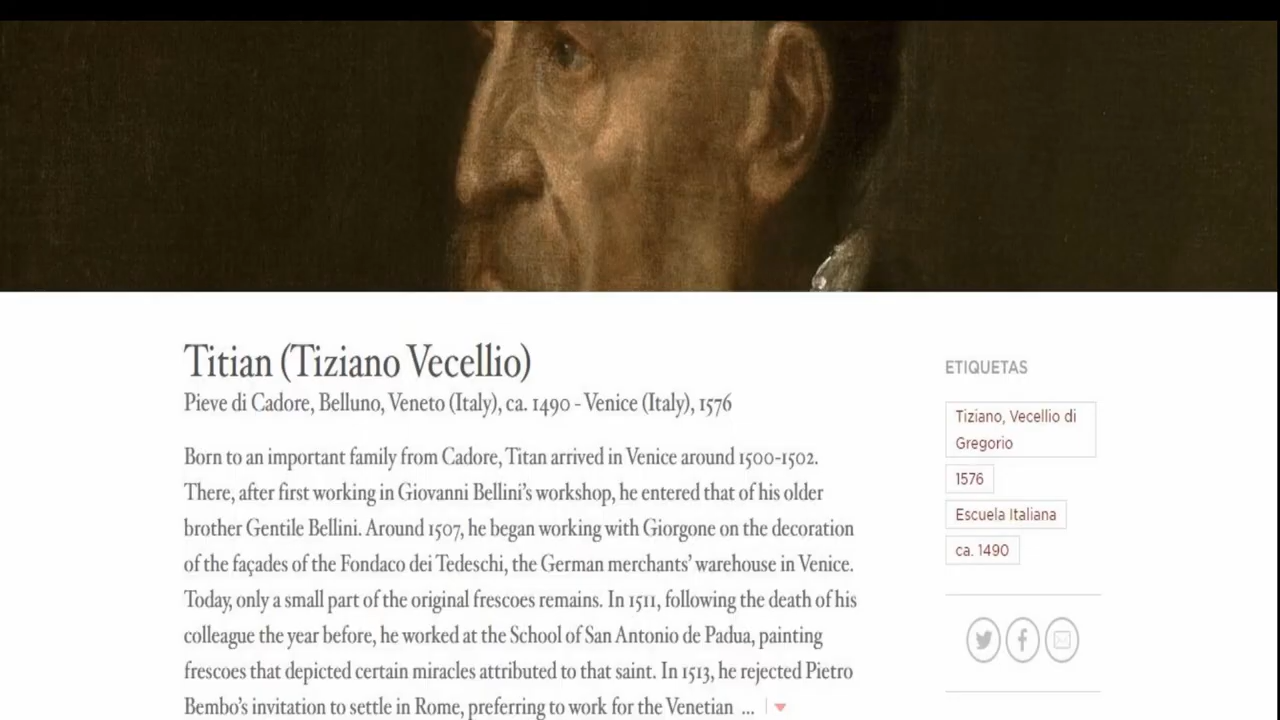 Titian (Tiziano Vecellio)
Pieve di Cadore, Belluno, Veneto (Italy), ca. 1490 - Venice (Italy), 1576
Born to an important family from Cadore, Titan arrived in Venice around 1500-1502.
There, after first working in Giovanni Bellini's workshop, he entered that of his older
brother Gentile Bellini. Around 1507, he began working with Giorgone on the decoration
of the façades of the Fondaco dei Tedeschi, the German merchants' warehouse in Venice.
Today, only a small part of the original frescoes remains. In 1511, following the death of his
colleague the year before, he worked at the School of San Antonio de Padua, painting
frescoes that depicted certain miracles attributed to that saint. In 1513, he rejected Pietro
Bembo's invitation to settle in Rome, preferring to work for the Venetian ...
ETIQUETAS
Tiziano, Vecellio di
Gregorio
1576
Escuela Italiana
ca. 1490